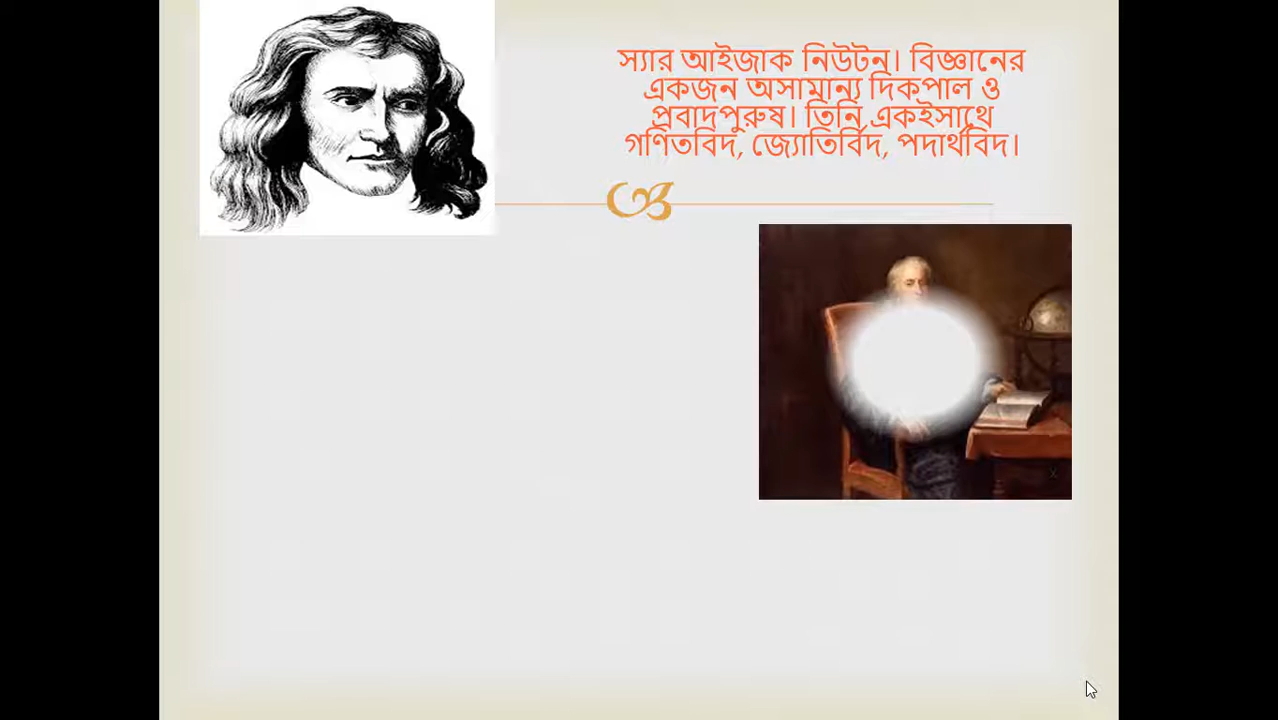 স্যার আইজাক নিউটন। বিজ্ঞানের
একজন অসামান্য দিকপাল ও
প্রবাদপুরুষ। তিনি একইসাথে
গণিতবিদ, জ্যোতির্বিদ, পদার্থবিদ।